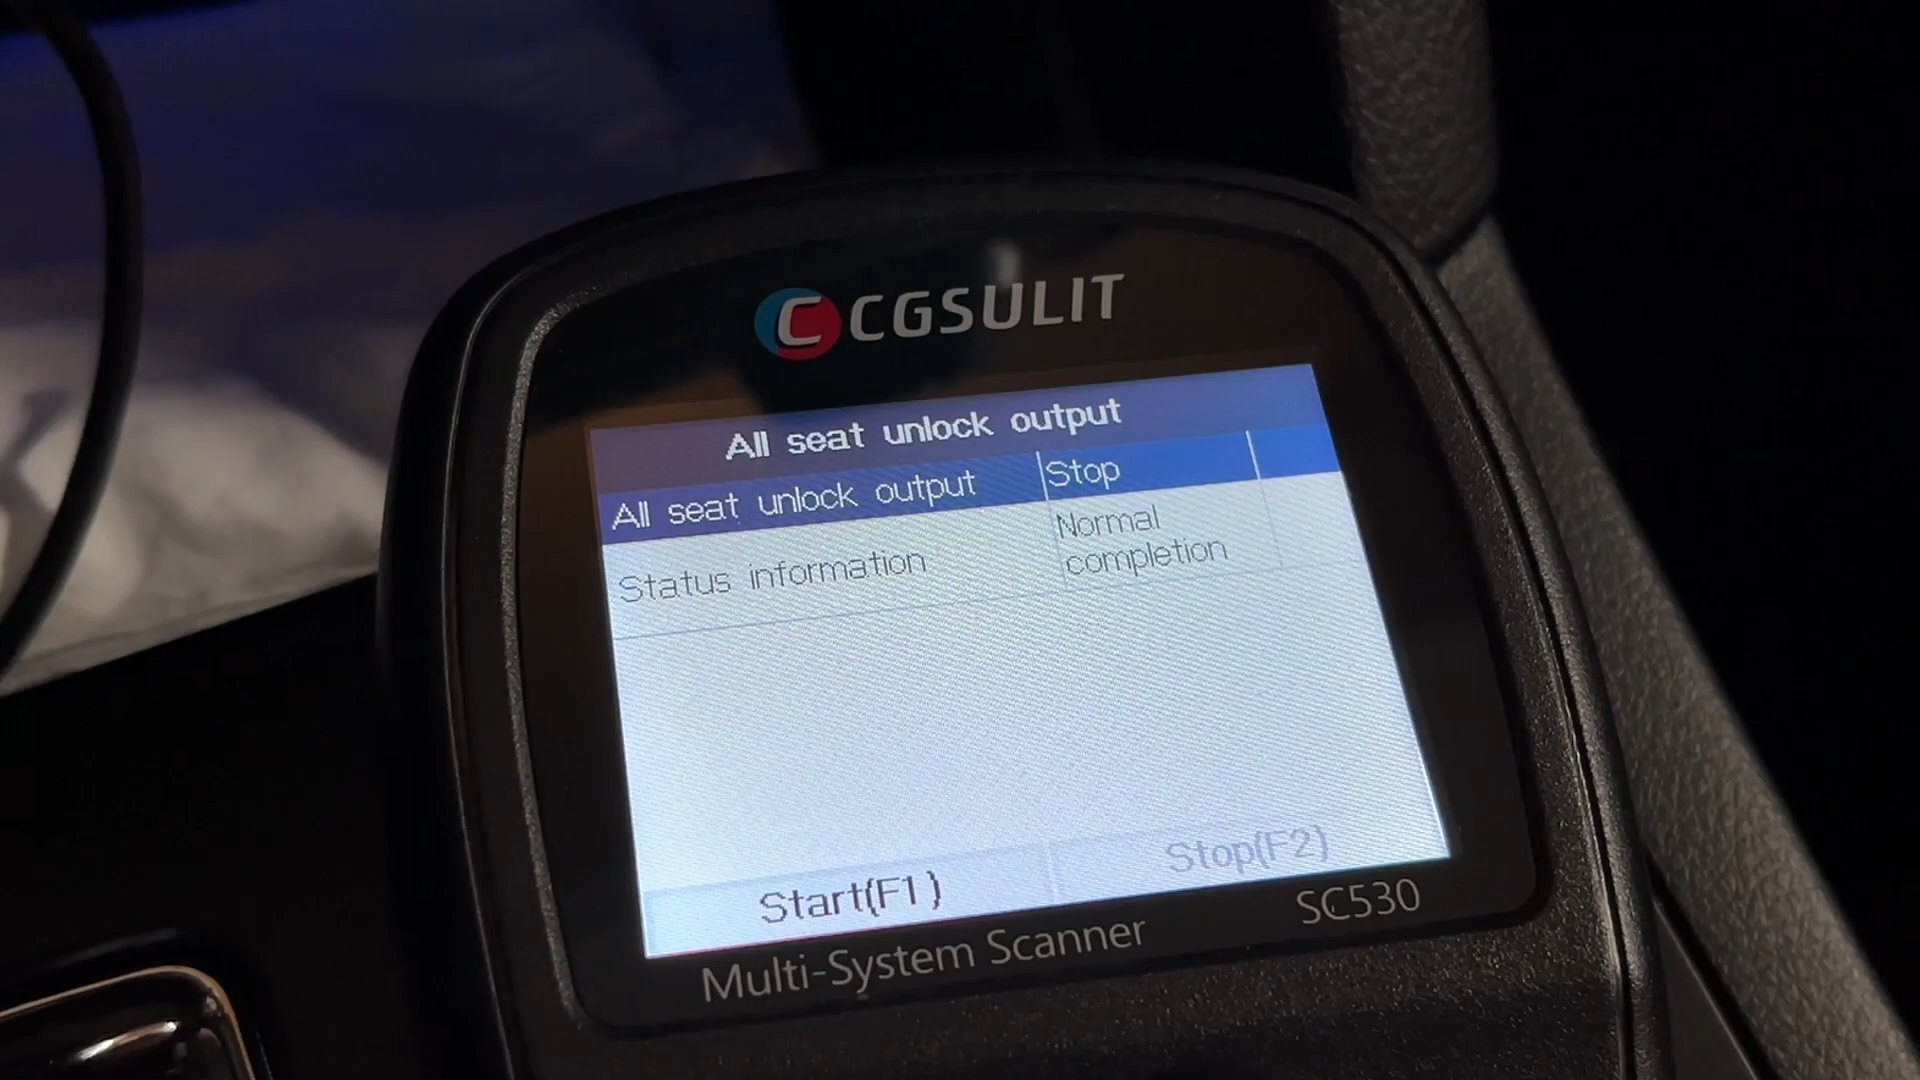 C CGSULIT
All seat unlock output
All seat unlock output Stop
Status information Normal completion
Start(F1) Stop(F2)
Multi-System Scanner SC530